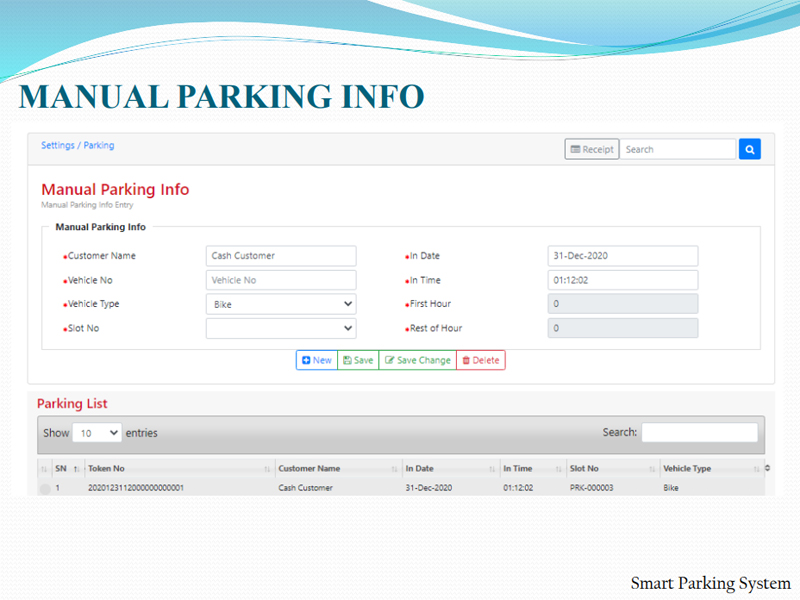 MANUAL PARKING INFO
Settings / Parking
Receipt Search
Manual Parking Info
Manual Parking Info Entry
Manual Parking Info
*Customer Name Cash Customer *In Date 31-Dec-2020
*Vehicle No Vehicle No *In Time 01:12:02
*Vehicle Type Bike *First Hour 0
*Slot No *Rest of Hour 0
New Save Save Change Delete
Parking List
Show 10 entries Search:
SN Token No Customer Name In Date In Time Slot No Vehicle Type
1 Cash Customer 31-Dec-2020 01:12:02 PRK-000003 Bike
Smart Parking System